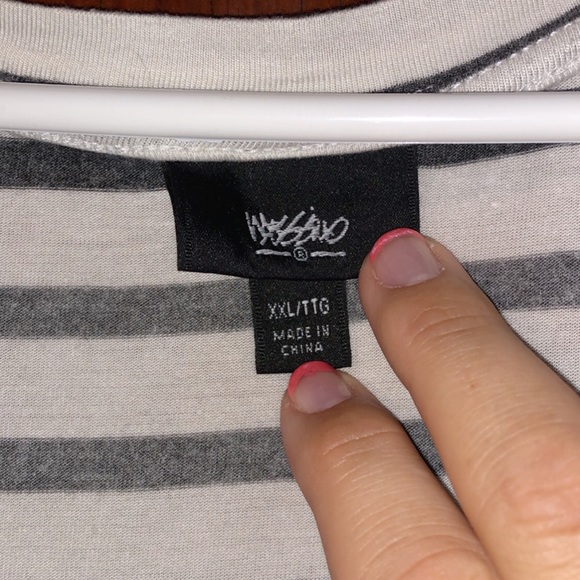 Mossimo
®
XXL/TTG
MADE IN
CHINA